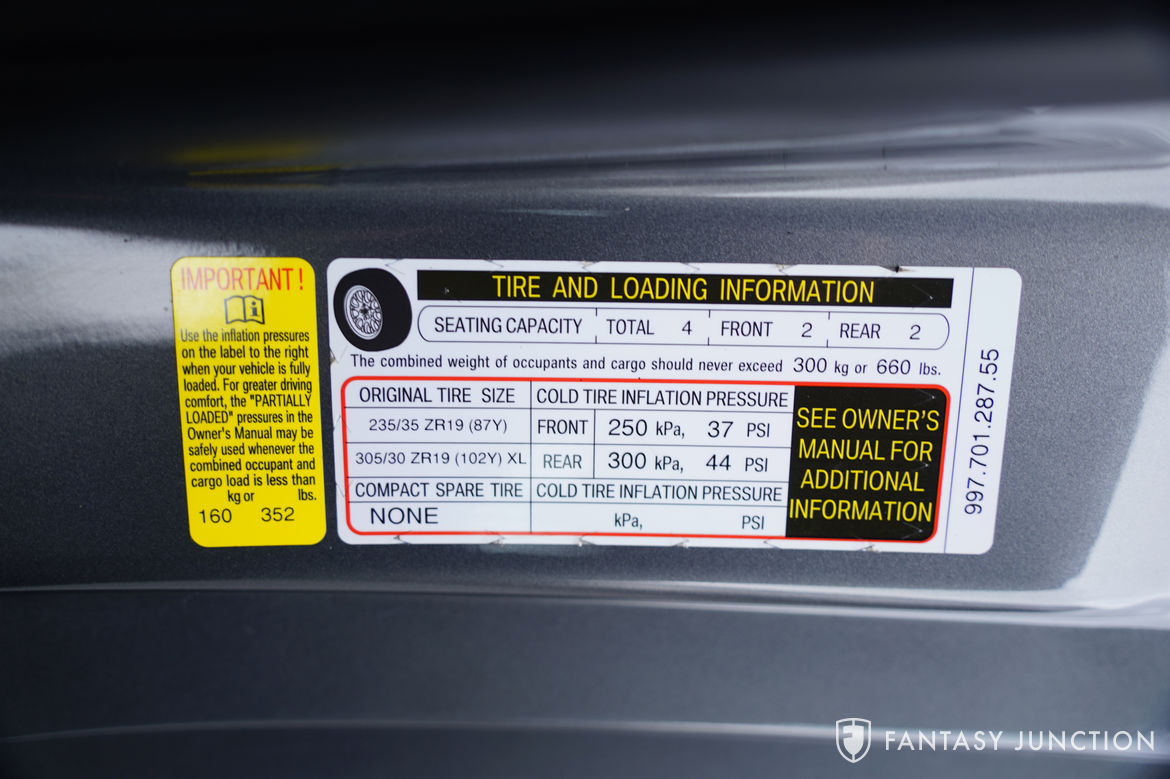 IMPORTANT!
Use the inflation pressures
on the label to the right
when your vehicle is fully
loaded. For greater driving
comfort, the "PARTIALLY
LOADED" pressures in the
Owner's Manual may be
safely used whenever the
combined occupant and
cargo load is less than
kg or lbs.
160 352
TIRE AND LOADING INFORMATION
SEATING CAPACITY TOTAL 4 FRONT 2 REAR 2
The combined weight of occupants and cargo should never exceed 300 kg or 660 lbs.
ORIGINAL TIRE SIZE COLD TIRE INFLATION PRESSURE
235/35 ZR19 (87Y) FRONT 250 kPa, 37 PSI
305/30 ZR19 (102Y) XL REAR 300 kPa, 44 PSI
COMPACT SPARE TIRE COLD TIRE INFLATION PRESSURE
NONE kPa, PSI
SEE OWNER'S
MANUAL FOR
ADDITIONAL
INFORMATION
997.701.287.55
FANTASY JUNCTION